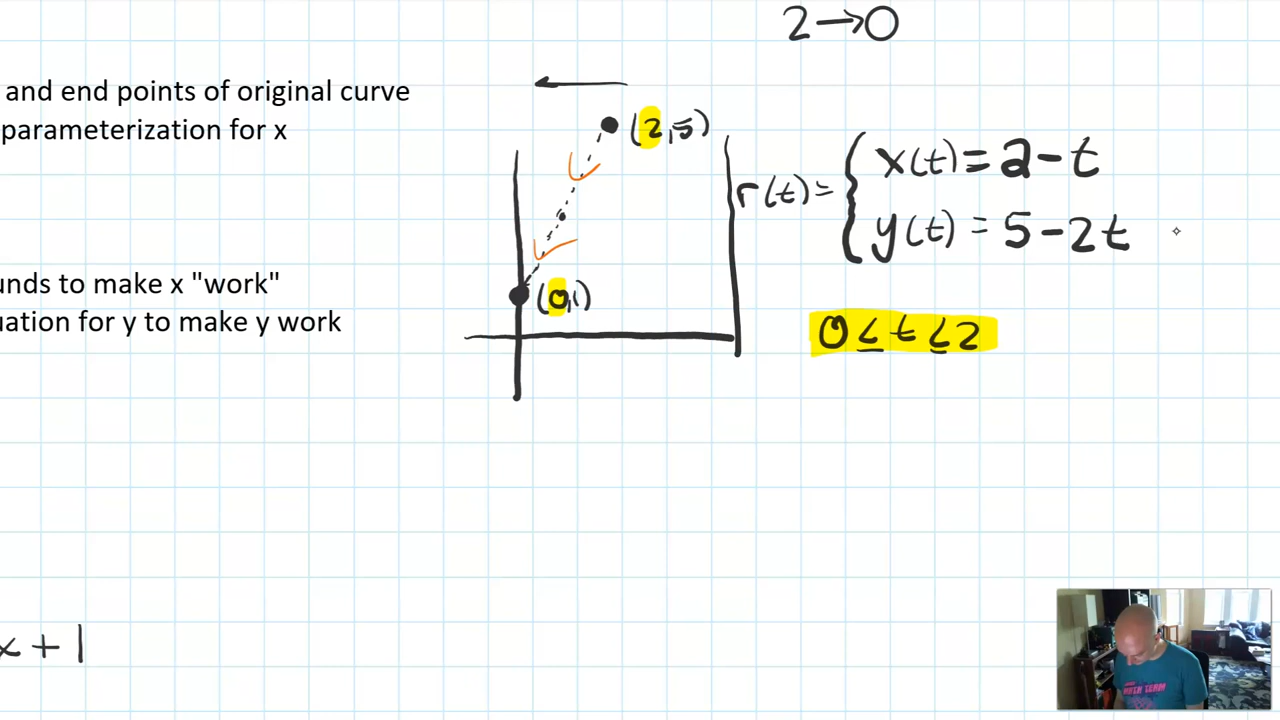 2→0
and end points of original curve
parameterization for x
(2,5)
r(t)= { x(t)=2-t
y(t)=5-2t
unds to make x "work"
(0,1)
uation for y to make y work
0≤t≤2
x+1